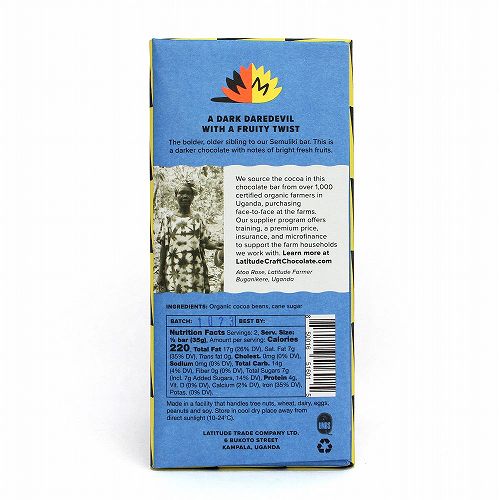 A DARK DAREDEVIL
WITH A FRUITY TWIST
The bolder, older sibling to our Semuliki bar. This is
a darker chocolate with notes of bright fresh fruits.
We source the cocoa in this
chocolate bar from over 1,000
certified organic farmers in
Uganda, purchasing
face-to-face at the farms.
Our supplier program offers
training, a premium price,
insurance, and microfinance
to support the farm households
we work with. Learn more at
LatitudeCraftChocolate.com
Atoo Rose, Latitude Farmer
Buganikere, Uganda
INGREDIENTS: Organic cocoa beans, cane sugar
BATCH: 1023 BEST BY:
Nutrition Facts Servings: 2, Serv. Size:
½ bar (35g), Amount per serving: Calories
220 Total Fat 17g (26% DV), Sat. Fat 7g
(35% DV), Trans fat 0g, Cholest. 0mg (0% DV),
Sodium 0mg (0% DV), Total Carb. 14g
(4% DV), Fiber 0g (0% DV), Total Sugars 7g
(incl. 7g Added Sugars, 14% DV), Protein 4g,
Vit. D (0% DV), Calcium (2% DV), Iron (35% DV),
Potas. (0% DV).
Made in a facility that handles tree nuts, wheat, dairy, eggs,
peanuts and soy. Store in cool dry place away from
direct sunlight (10-24°C).
LATITUDE TRADE COMPANY LTD.
6 BUKOTO STREET
KAMPALA, UGANDA
UNBS